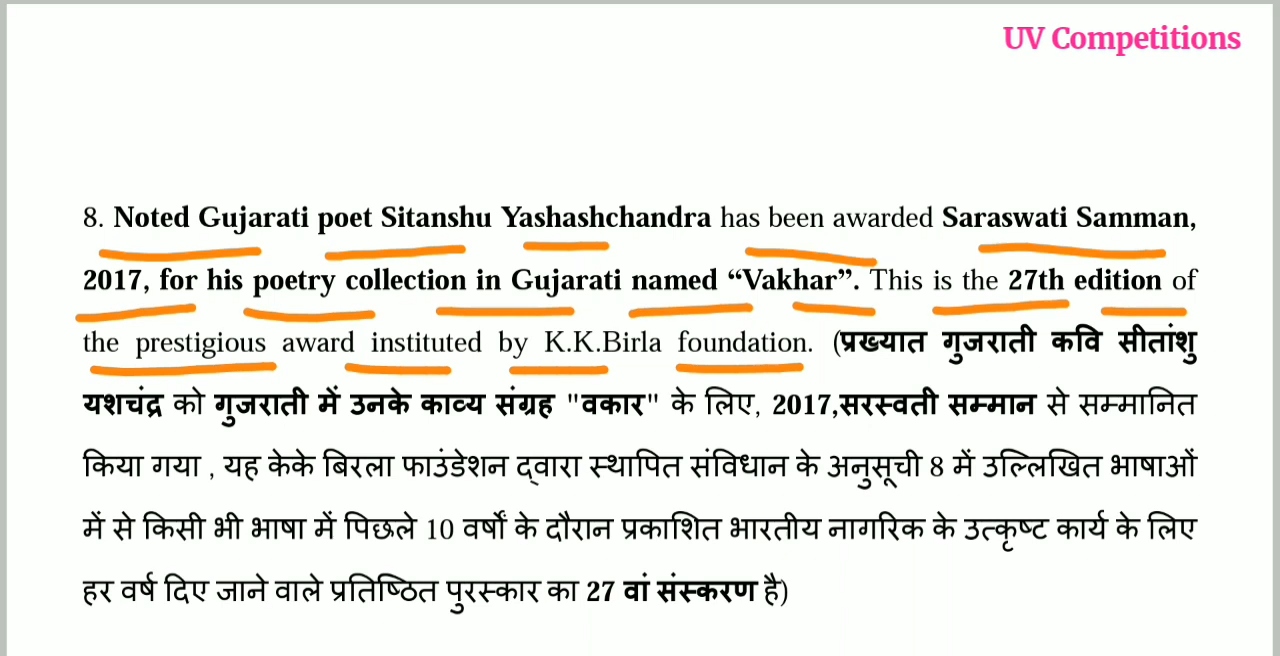 UV Competitions
8. Noted Gujarati poet Sitanshu Yashashchandra has been awarded Saraswati Samman,
2017, for his poetry collection in Gujarati named “Vakhar”. This is the 27th edition of
the prestigious award instituted by K.K.Birla foundation. (प्रख्यात गुजराती कवि सीतांशु
यशचंद्र को गुजराती में उनके काव्य संग्रह "वकार" के लिए, 2017,सरस्वती सम्मान से सम्मानित
किया गया , यह केके बिरला फाउंडेशन द्वारा स्थापित संविधान के अनुसूची 8 में उल्लिखित भाषाओं
में से किसी भी भाषा में पिछले 10 वर्षों के दौरान प्रकाशित भारतीय नागरिक के उत्कृष्ट कार्य के लिए
हर वर्ष दिए जाने वाले प्रतिष्ठित पुरस्कार का 27 वां संस्करण है)